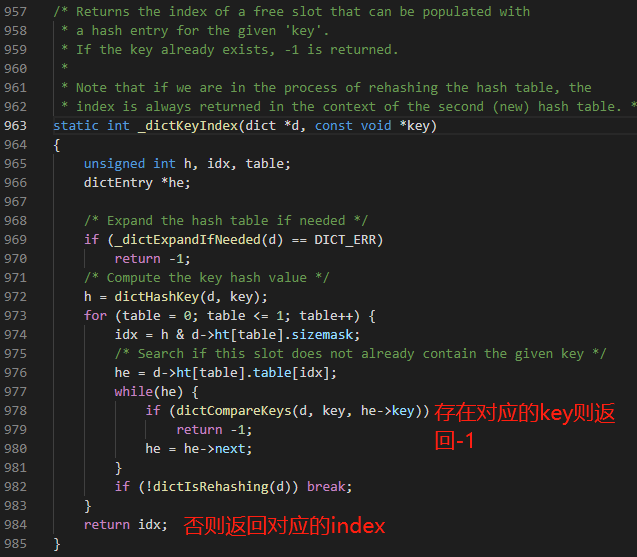 957 /* Returns the index of a free slot that can be populated with
958  * a hash entry for the given 'key'.
959  * If the key already exists, -1 is returned.
960  *
961  * Note that if we are in the process of rehashing the hash table, the
962  * index is always returned in the context of the second (new) hash table. *
963 static int _dictKeyIndex(dict *d, const void *key)
964 {
965     unsigned int h, idx, table;
966     dictEntry *he;
967
968     /* Expand the hash table if needed */
969     if (_dictExpandIfNeeded(d) == DICT_ERR)
970         return -1;
971     /* Compute the key hash value */
972     h = dictHashKey(d, key);
973     for (table = 0; table <= 1; table++) {
974         idx = h & d->ht[table].sizemask;
975         /* Search if this slot does not already contain the given key */
976         he = d->ht[table].table[idx];
977         while(he) {
978             if (dictCompareKeys(d, key, he->key)) 存在对应的key则返
979                 return -1; 回-1
980             he = he->next;
981         }
982         if (!dictIsRehashing(d)) break;
983     }
984     return idx; 否则返回对应的index
985 }